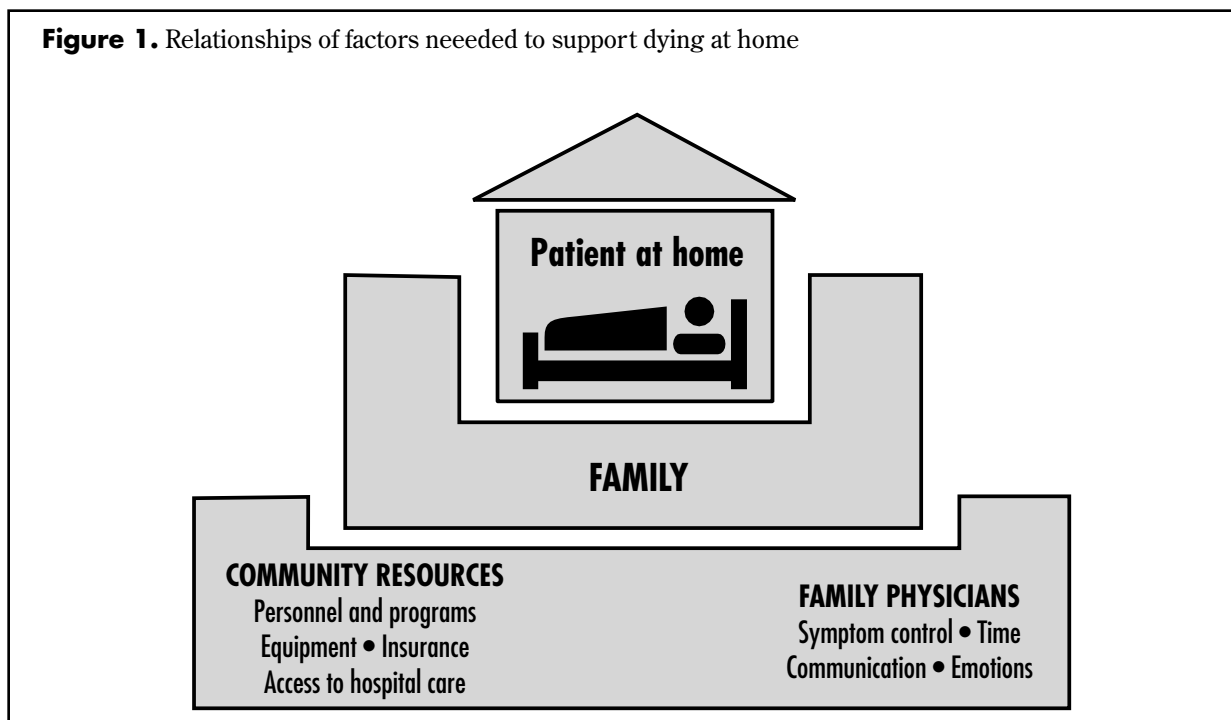 Figure 1. Relationships of factors neeeded to support dying at home
Patient at home
FAMILY
COMMUNITY RESOURCES
Personnel and programs
Equipment • Insurance
Access to hospital care
FAMILY PHYSICIANS
Symptom control • Time
Communication • Emotions